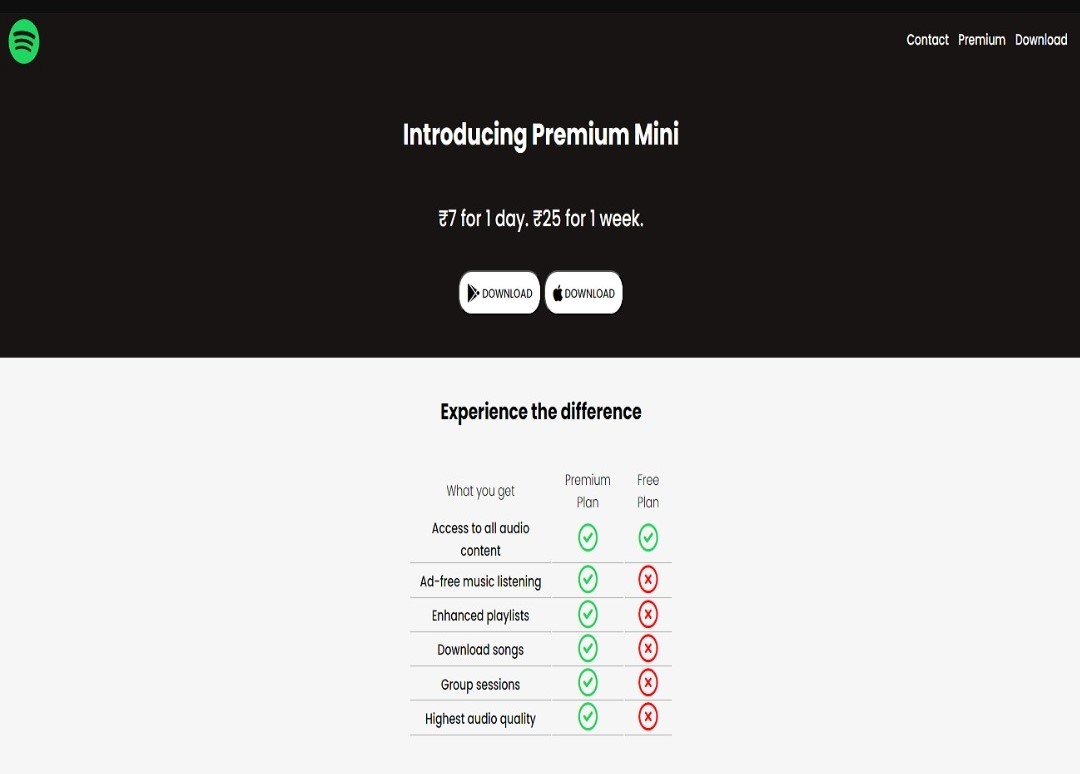 Contact Premium Download
Introducing Premium Mini
₹7 for 1 day. ₹25 for 1 week.
DOWNLOAD DOWNLOAD
Experience the difference
What you get
Premium
Plan
Free
Plan
Access to all audio
content
Ad-free music listening
Enhanced playlists
Download songs
Group sessions
Highest audio quality